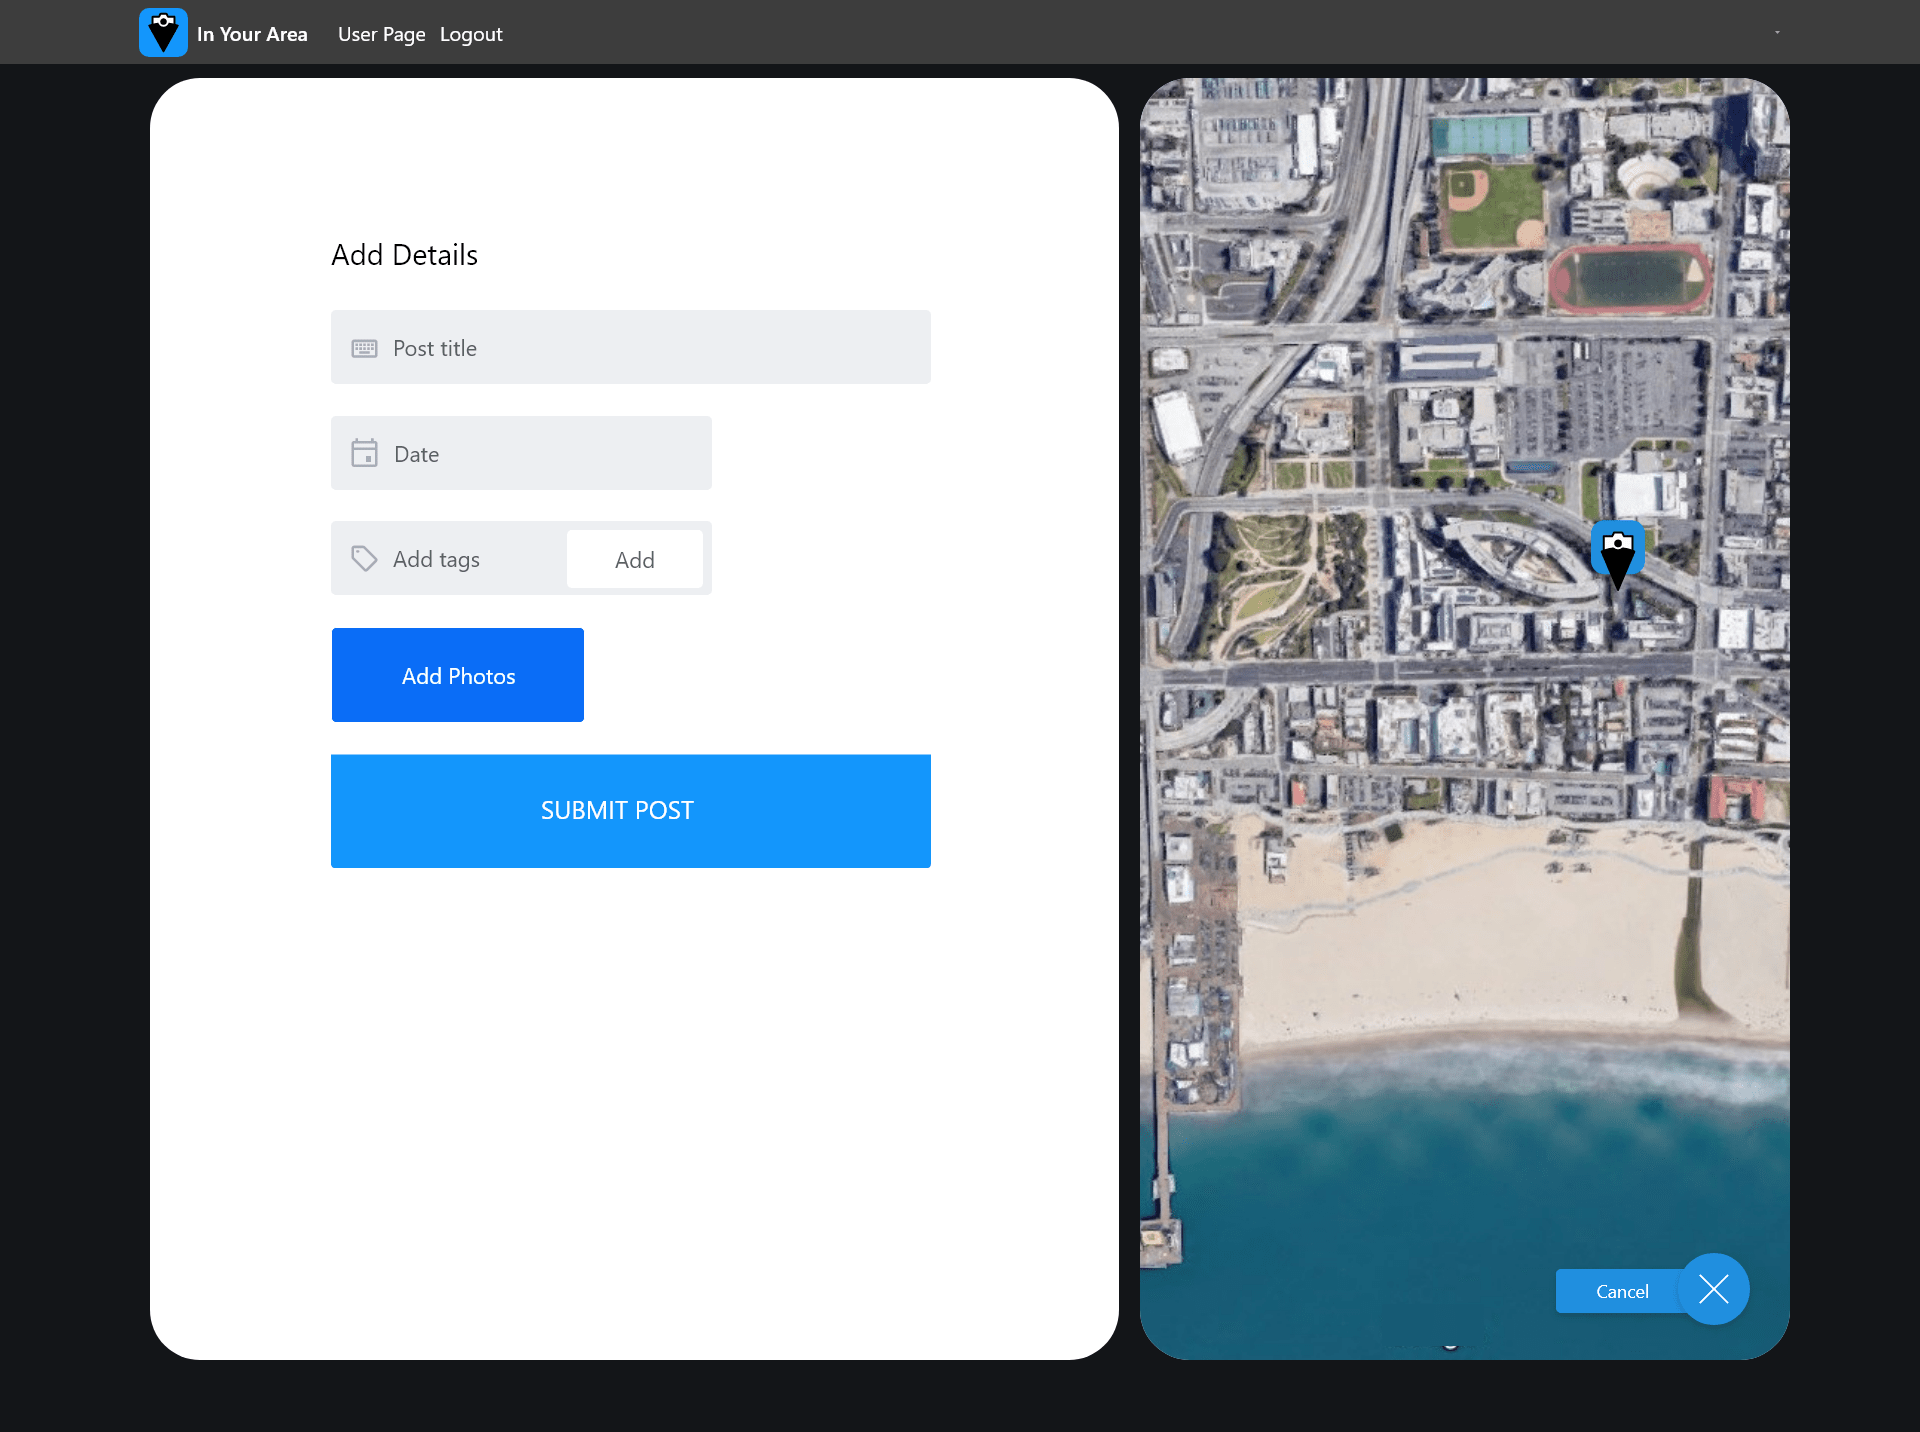 In Your Area User Page Logout
Add Details
Post title
Date
Add tags Add
Add Photos
SUBMIT POST
Cancel